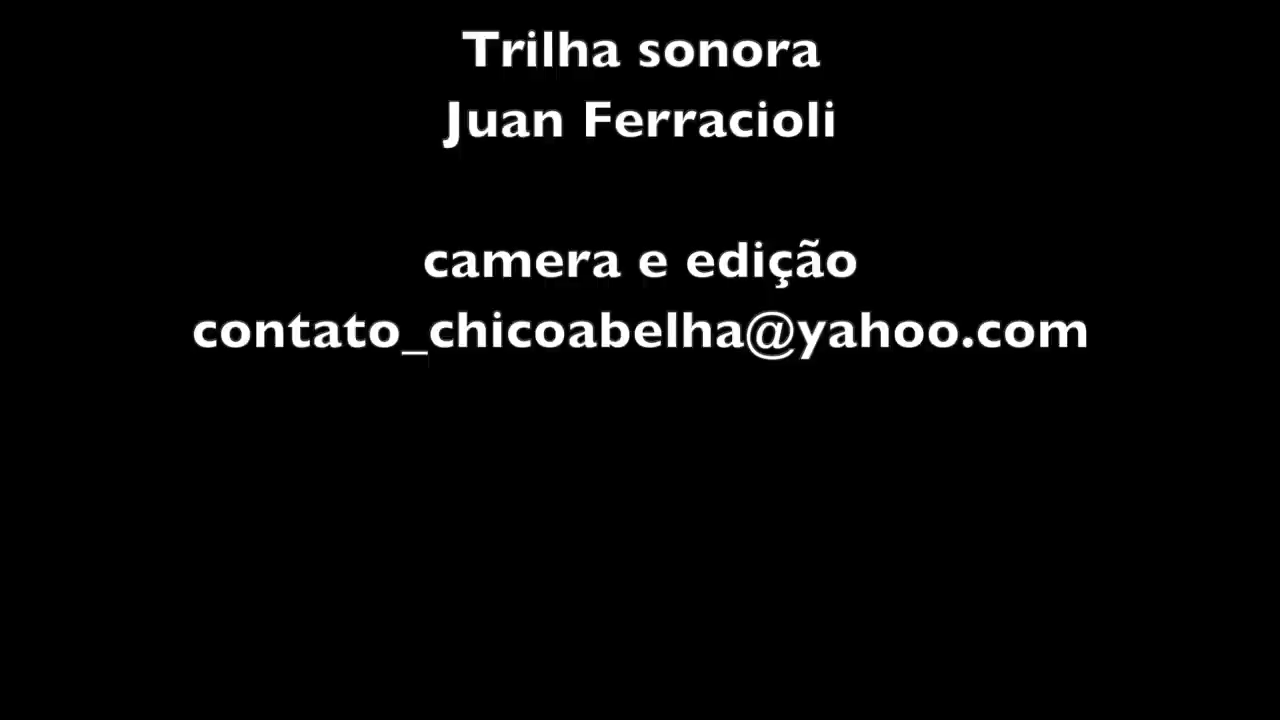 Trilha sonora
Juan Ferracioli
camera e edição
contato_chicoabelha@yahoo.com